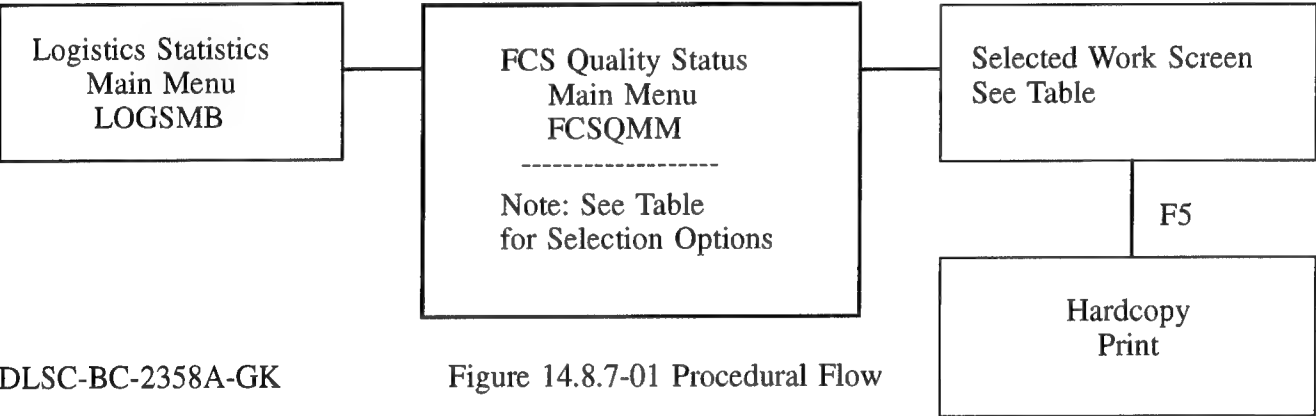 Logistics Statistics
Main Menu
LOGSMB
FCS Quality Status
Main Menu
FCSQMM
--------------------
Note: See Table
for Selection Options
Selected Work Screen
See Table
F5
Hardcopy
Print
DLSC-BC-2358A-GK
Figure 14.8.7-01 Procedural Flow